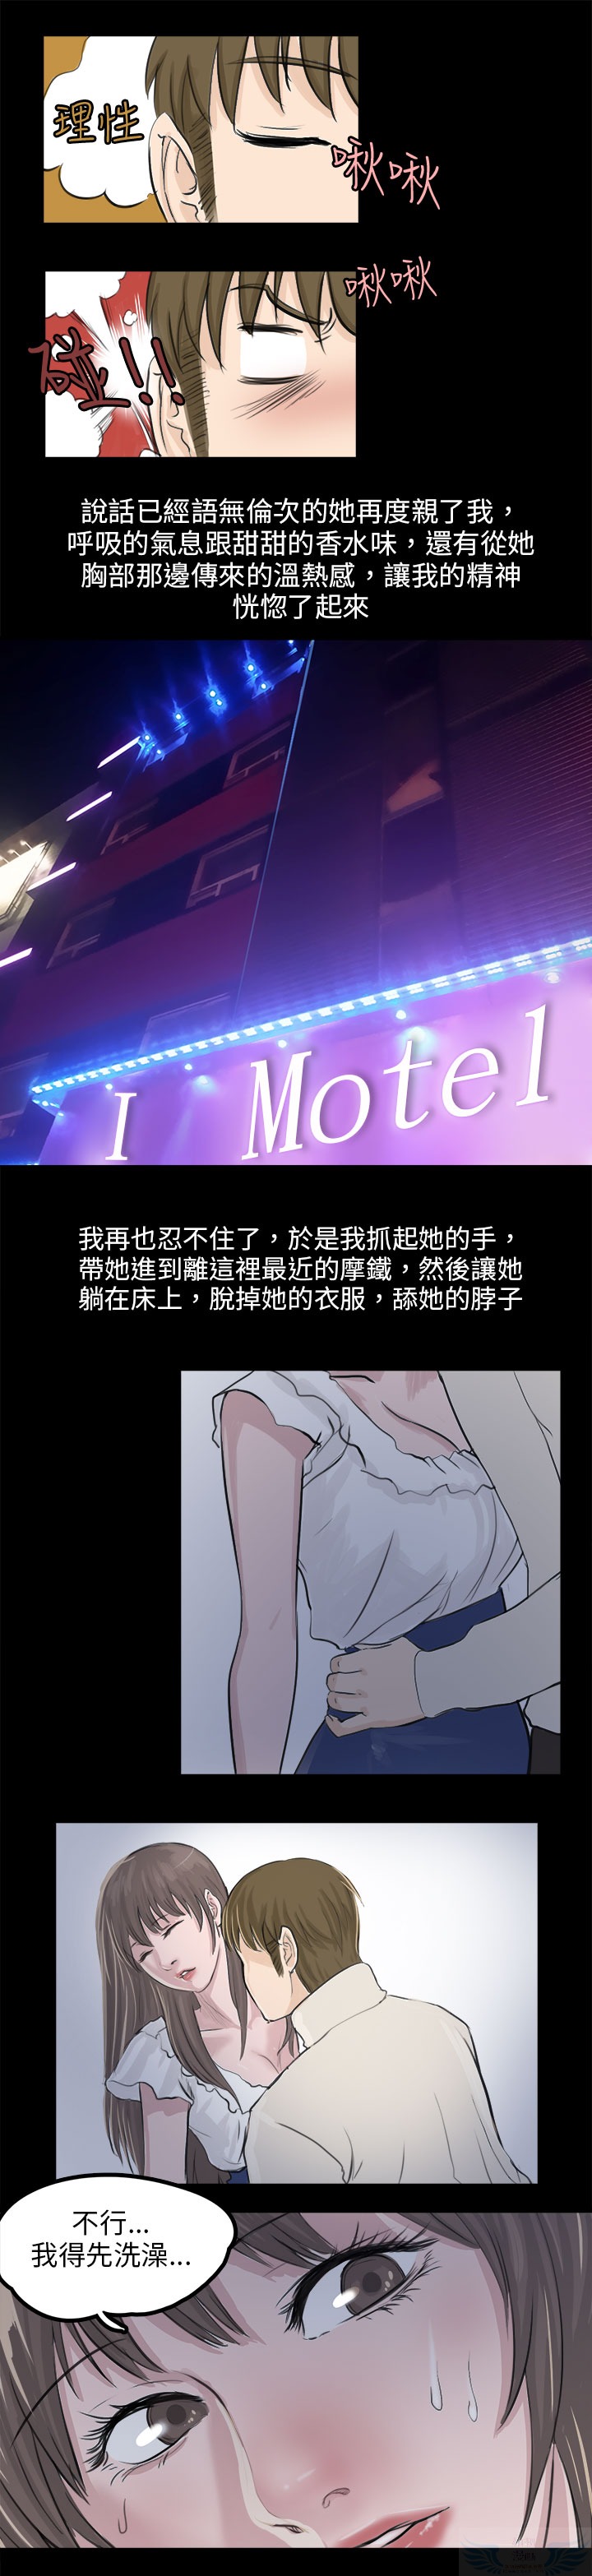 理性
啾啾
啾啾
碰!!
說話已經語無倫次的她再度親了我，
呼吸的氣息跟甜甜的香水味，還有從她
胸部那邊傳來的溫熱感，讓我的精神
恍惚了起來
I Motel
我再也忍不住了，於是我抓起她的手，
帶她進到離這裡最近的摩鐵，然後讓她
躺在床上，脫掉她的衣服，舔她的脖子
不行...
我得先洗澡...